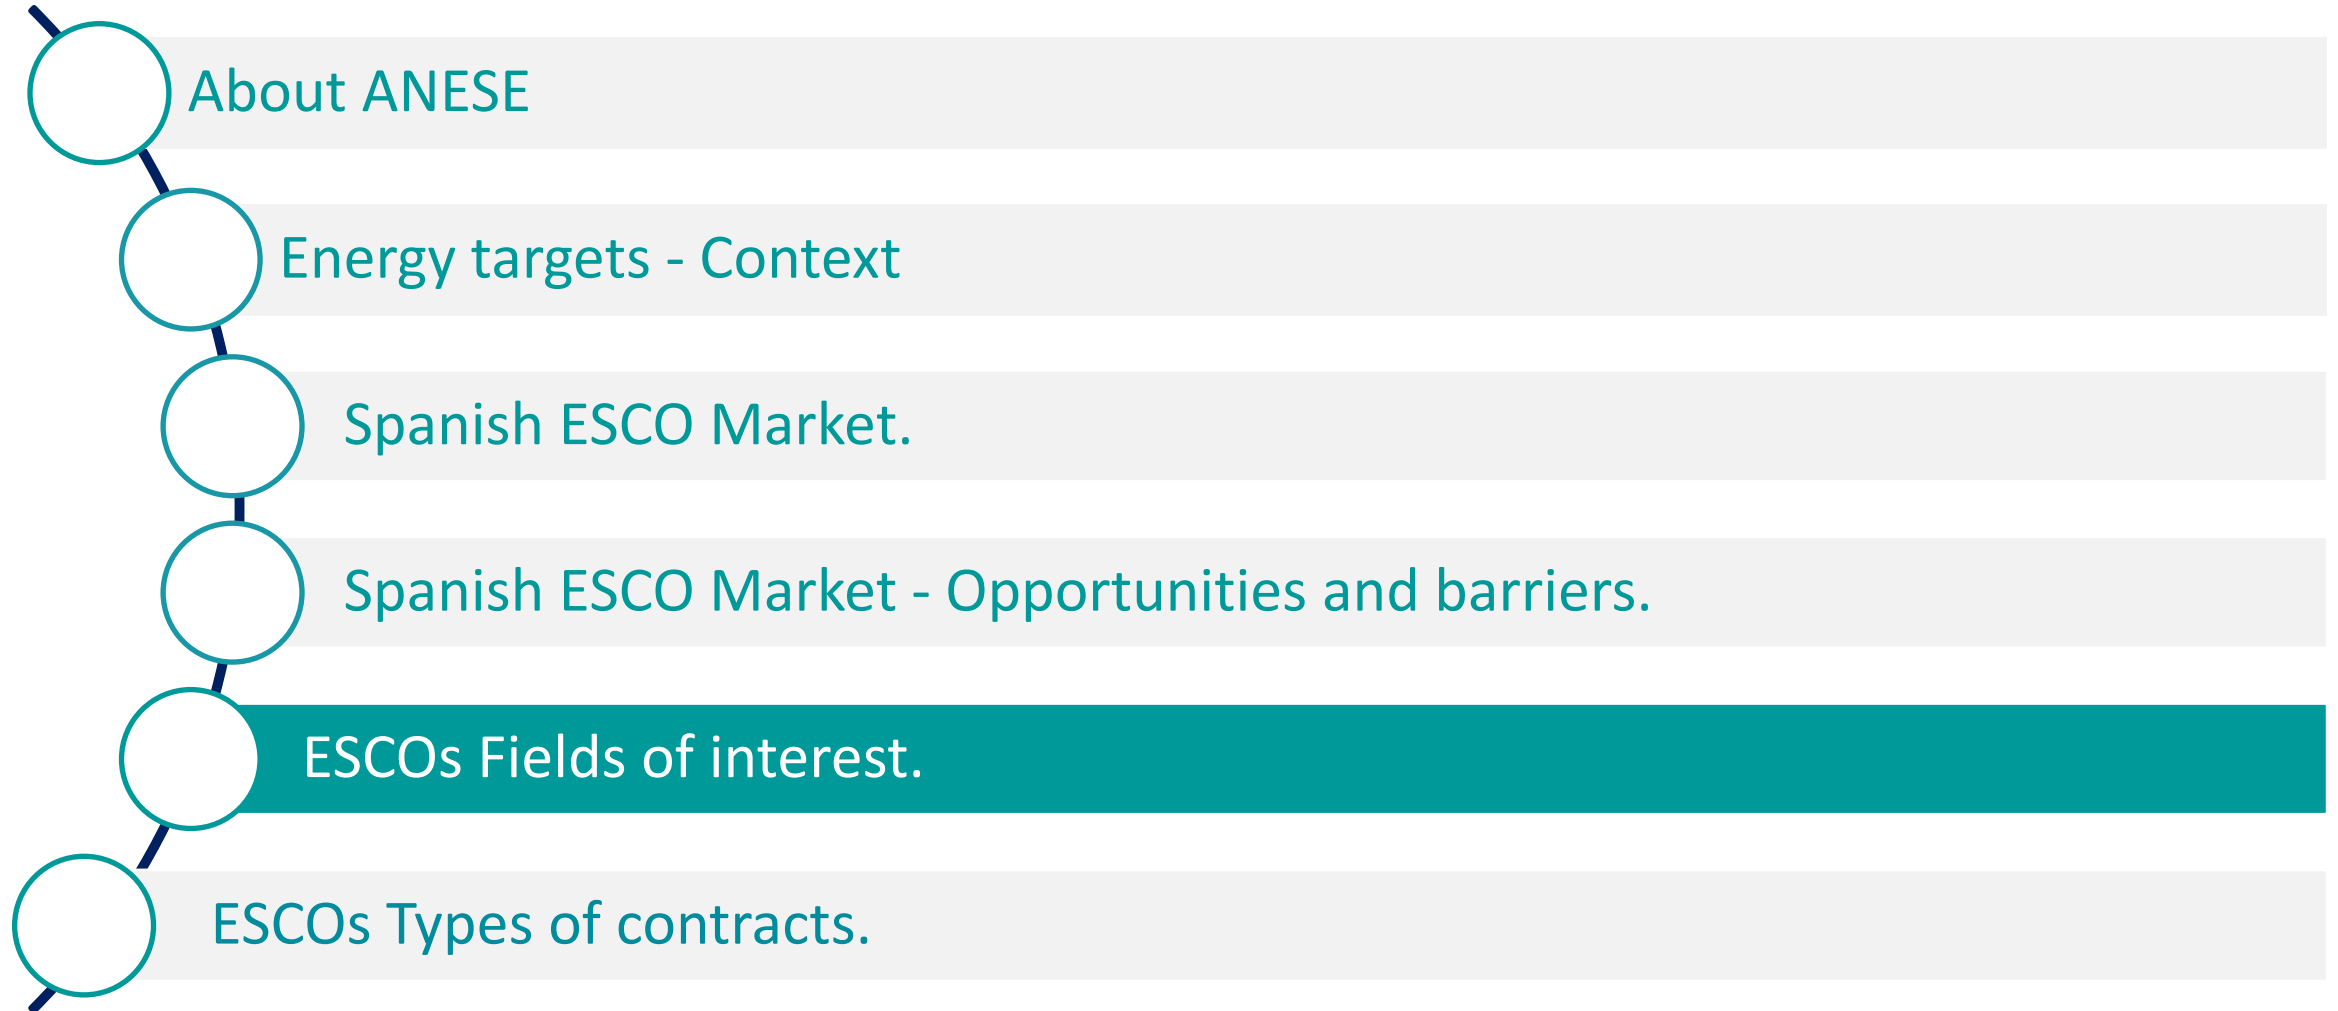 About ANESE
Energy targets - Context
Spanish ESCO Market.
Spanish ESCO Market - Opportunities and barriers.
ESCOs Fields of interest.
ESCOs Types of contracts.